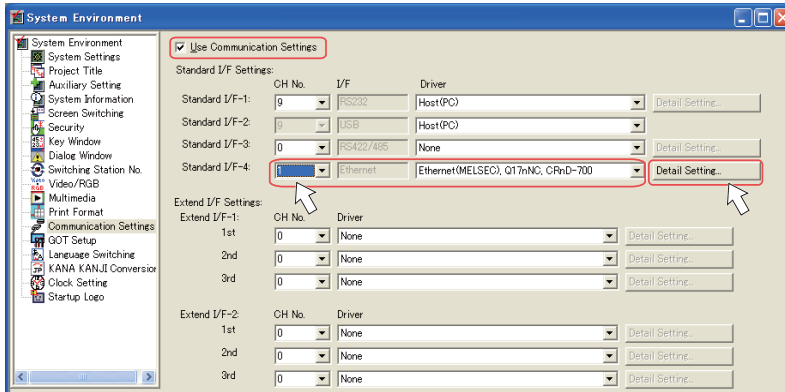 System Environment
System Environment
System Settings
Project Title
Auxiliary Setting
System Information
Screen Switching
Security
Key Window
Dialog Window
Switching Station No.
Video/RGB
Multimedia
Print Format
Communication Settings
GOT Setup
Language Switching
KANA KANJI Conversior
Clock Setting
Startup Logo
Use Communication Settings
Standard I/F Settings:
CH No. I/F Driver
Standard I/F-1: 9 RS232 Host(PC) Detail Setting...
Standard I/F-2: 9 USB Host(PC)
Standard I/F-3: 0 RS422/485 None Detail Setting...
Standard I/F-4: 1 Ethernet Ethernet(MELSEC), Q17nNC, CRnD-700 Detail Setting...
Extend I/F Settings:
Extend I/F-1: CH No. Driver
1st 0 None Detail Setting...
2nd 0 None Detail Setting...
3rd 0 None Detail Setting...
Extend I/F-2: CH No. Driver
1st 0 None Detail Setting...
2nd 0 None Detail Setting...
3rd 0 None Detail Setting...